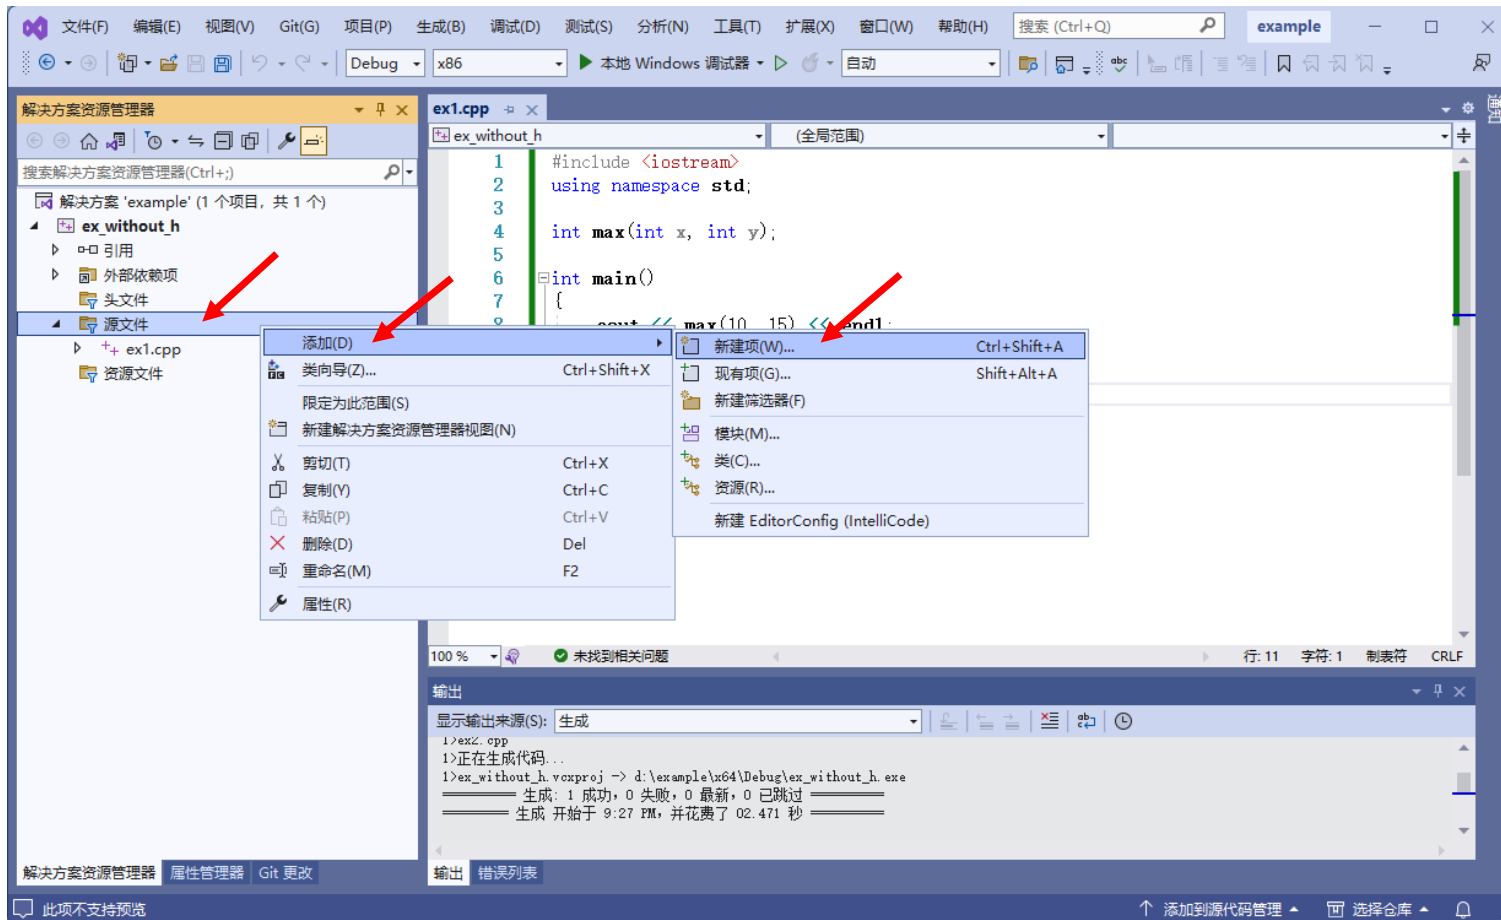 文件(F) 编辑(E) 视图(V) Git(G) 项目(P) 生成(B) 调试(D) 测试(S) 分析(N) 工具(T) 扩展(X) 窗口(W) 帮助(H) 搜索 (Ctrl+Q) example
Debug x86 本地 Windows 调试器 自动
解决方案资源管理器
搜索解决方案资源管理器(Ctrl+;)
解决方案 'example' (1 个项目，共 1 个)
ex_without_h
引用
外部依赖项
头文件
源文件
ex1.cpp
资源文件
ex1.cpp
ex_without_h (全局范围)
1 #include <iostream>
2 using namespace std;
3
4 int max(int x, int y);
5
6 int main()
7 {
8 cout << max(10, 15) << endl;
添加(D)
类向导(Z)... Ctrl+Shift+X
限定为此范围(S)
新建解决方案资源管理器视图(N)
剪切(T) Ctrl+X
复制(Y) Ctrl+C
粘贴(P) Ctrl+V
删除(D) Del
重命名(M) F2
属性(R)
新建项(W)... Ctrl+Shift+A
现有项(G)... Shift+Alt+A
新建筛选器(F)
模块(M)...
类(C)...
资源(R)...
新建 EditorConfig (IntelliCode)
100 % 未找到相关问题 行: 11 字符: 1 制表符 CRLF
输出
显示输出来源(S): 生成
1>ex2.cpp
1>正在生成代码...
1>ex_without_h.vcxproj -> d:\example\x64\Debug\ex_without_h.exe
========== 生成: 1 成功，0 失败，0 最新，0 已跳过 ==========
========== 生成 开始于 9:27 PM，并花费了 02.471 秒 ==========
解决方案资源管理器 属性管理器 Git 更改
输出 错误列表
此项不支持预览 添加到源代码管理 选择仓库
通知